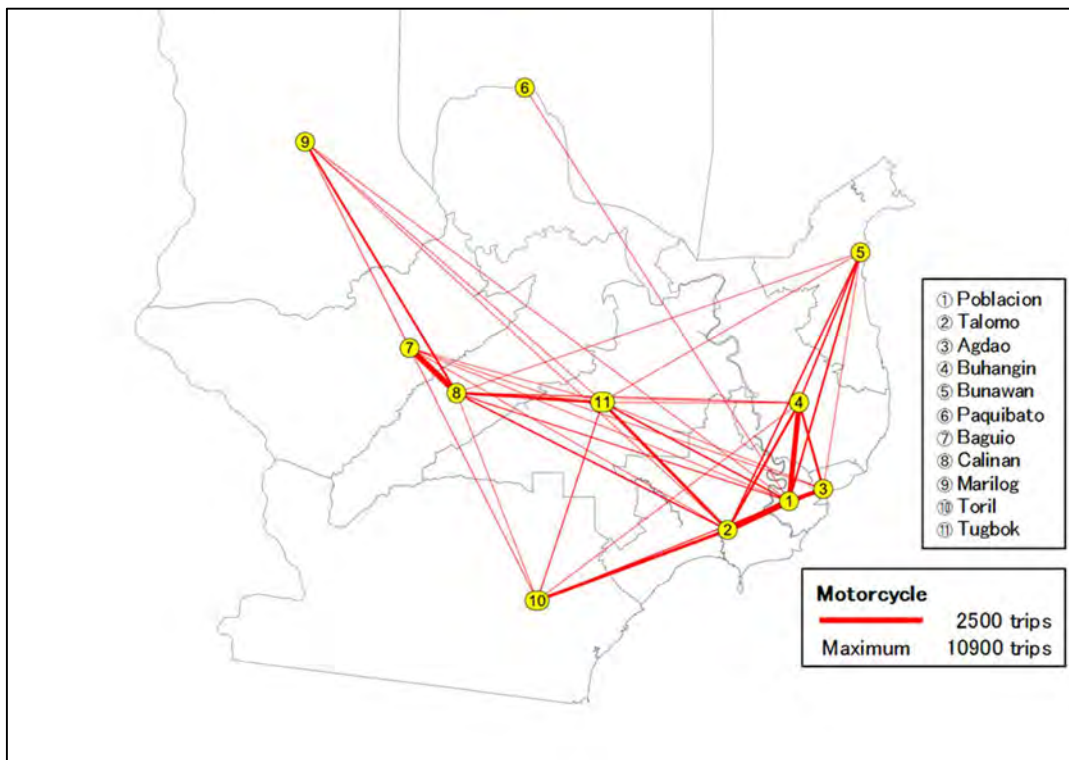 6
9
5
7
8
11
4
3
1
2
10
① Poblacion
② Talomo
③ Agdao
④ Buhangin
⑤ Bunawan
⑥ Paquibato
⑦ Baguio
⑧ Calinan
⑨ Marilog
⑩ Toril
⑪ Tugbok
Motorcycle
2500 trips
Maximum 10900 trips